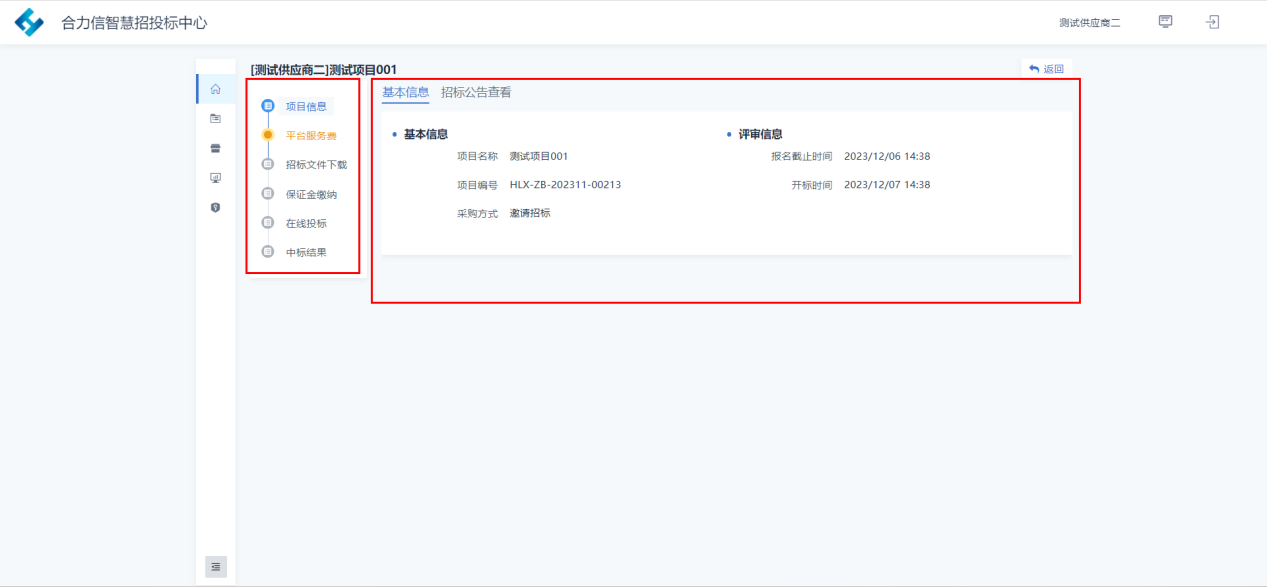 合力信智慧招投标中心
测试供应商二
[测试供应商二]测试项目001
返回
项目信息
平台服务费
招标文件下载
保证金缴纳
在线投标
中标结果
基本信息 招标公告查看
基本信息
项目名称 测试项目001
项目编号 HLX-ZB-202311-00213
采购方式 邀请招标
评审信息
报名截止时间 2023/12/06 14:38
开标时间 2023/12/07 14:38